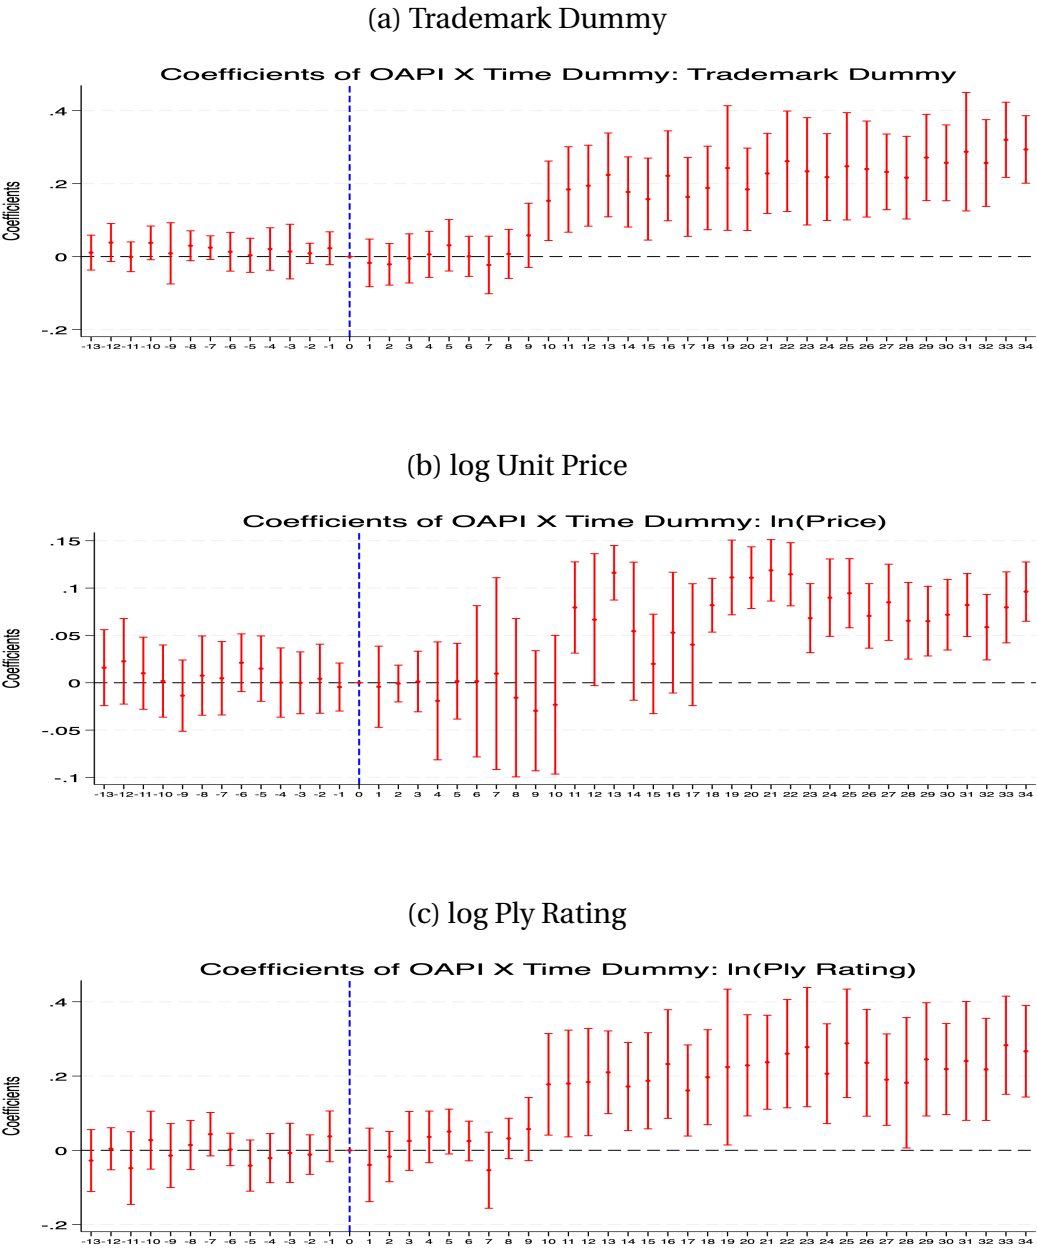 (a) Trademark Dummy
Coefficients of OAPI X Time Dummy: Trademark Dummy
Coefficients
.4
.2
0
-.2
-13 -12 -11 -10 -9 -8 -7 -6 -5 -4 -3 -2 -1 0 1 2 3 4 5 6 7 8 9 10 11 12 13 14 15 16 17 18 19 20 21 22 23 24 25 26 27 28 29 30 31 32 33 34
(b) log Unit Price
Coefficients of OAPI X Time Dummy: ln(Price)
Coefficients
.15
.1
.05
0
-.05
-.1
-13 -12 -11 -10 -9 -8 -7 -6 -5 -4 -3 -2 -1 0 1 2 3 4 5 6 7 8 9 10 11 12 13 14 15 16 17 18 19 20 21 22 23 24 25 26 27 28 29 30 31 32 33 34
(c) log Ply Rating
Coefficients of OAPI X Time Dummy: ln(Ply Rating)
Coefficients
.4
.2
0
-.2
-13 -12 -11 -10 -9 -8 -7 -6 -5 -4 -3 -2 -1 0 1 2 3 4 5 6 7 8 9 10 11 12 13 14 15 16 17 18 19 20 21 22 23 24 25 26 27 28 29 30 31 32 33 34